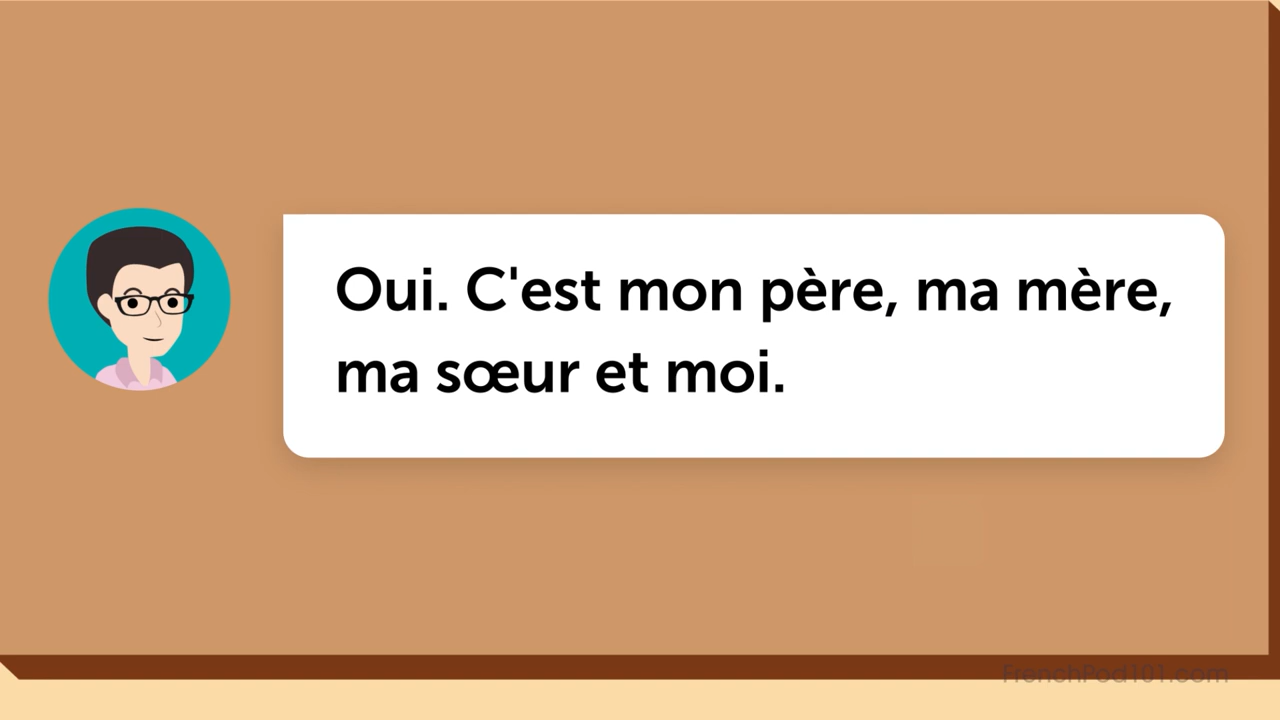 Oui. C'est mon père, ma mère,
ma sœur et moi.
FrenchPod101.com